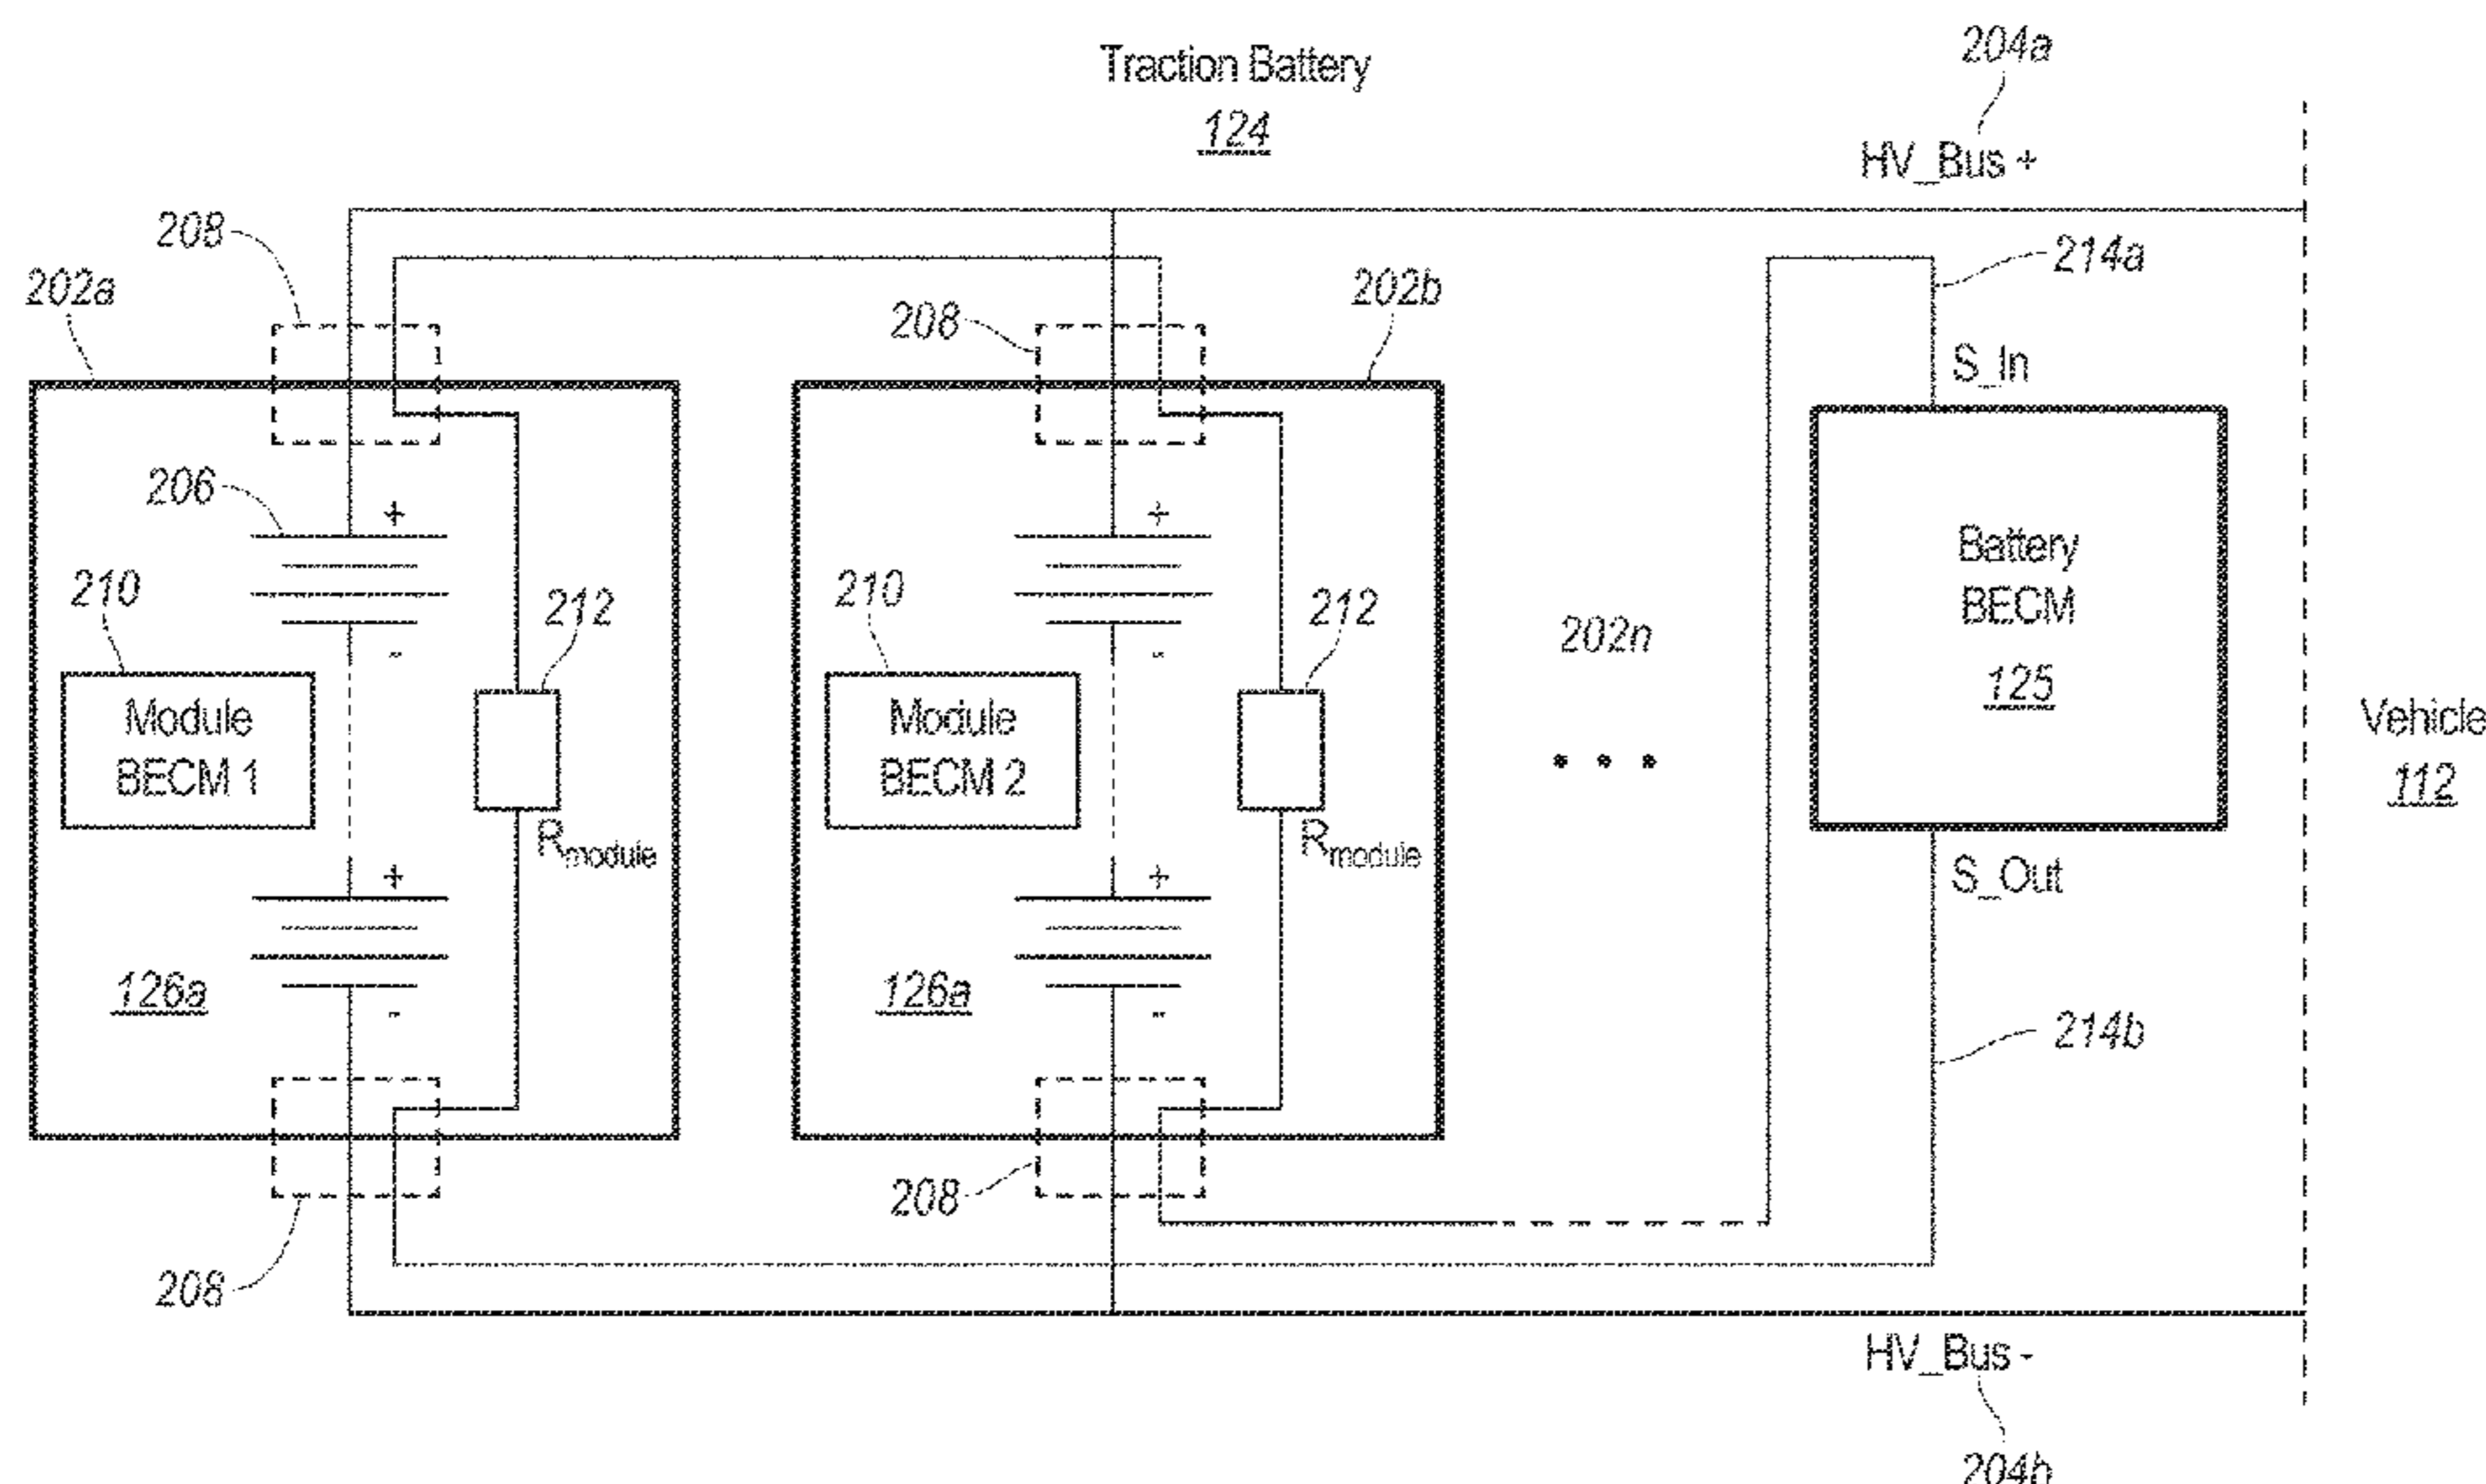 Traction Battery
124
204a
HV_Bus +
208
214a
202a
208
202b
S_In
206
+
+
Battery
BECM
125
210
212
210
212
202n
-
-
Module
BECM 1
Module
BECM 2
• • •
Vehicle
112
Rmodule
Rmodule
+
+
S_Out
126a
126a
-
-
214b
208
208
HV_Bus -
204b